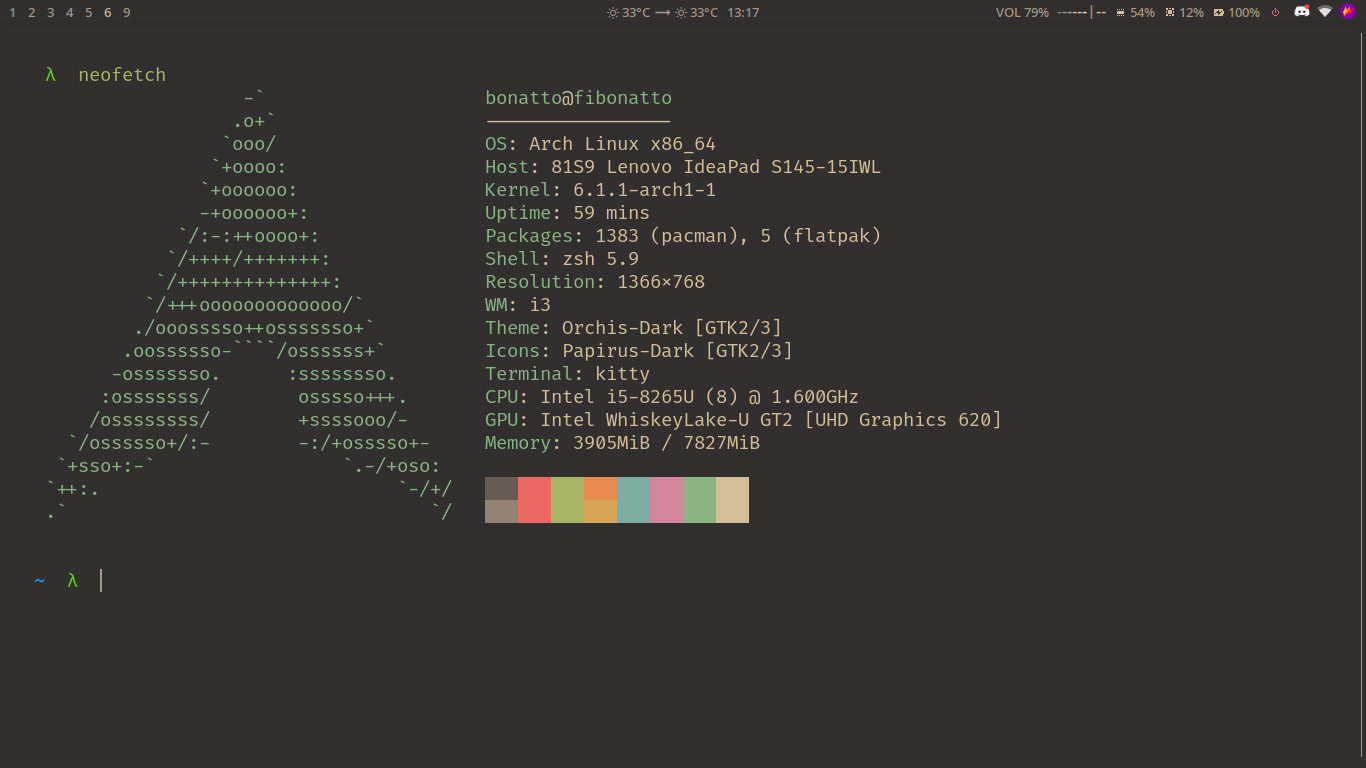 1 2 3 4 5 6 9 33°C ⟶ 33°C 13:17 VOL 79% ------|-- 54% 12% 100%
λ neofetch
-`
.o+`
`ooo/
`+oooo:
`+oooooo:
-+oooooo+:
`/:-:++oooo+:
`/++++/+++++++:
`/++++++++++++++:
`/+++ooooooooooooo/`
./ooosssso++osssssso+`
.oossssso-````/ossssss+`
-osssssso. :ssssssso.
:osssssss/ osssso+++.
/ossssssss/ +ssssooo/-
`/ossssso+/:- -:/+osssso+-
`+sso+:-` `.-/+oso:
`++:. `-/+/
.` `/
bonatto@fibonatto
-----------------
OS: Arch Linux x86_64
Host: 81S9 Lenovo IdeaPad S145-15IWL
Kernel: 6.1.1-arch1-1
Uptime: 59 mins
Packages: 1383 (pacman), 5 (flatpak)
Shell: zsh 5.9
Resolution: 1366×768
WM: i3
Theme: Orchis-Dark [GTK2/3]
Icons: Papirus-Dark [GTK2/3]
Terminal: kitty
CPU: Intel i5-8265U (8) @ 1.600GHz
GPU: Intel WhiskeyLake-U GT2 [UHD Graphics 620]
Memory: 3905MiB / 7827MiB
~ λ